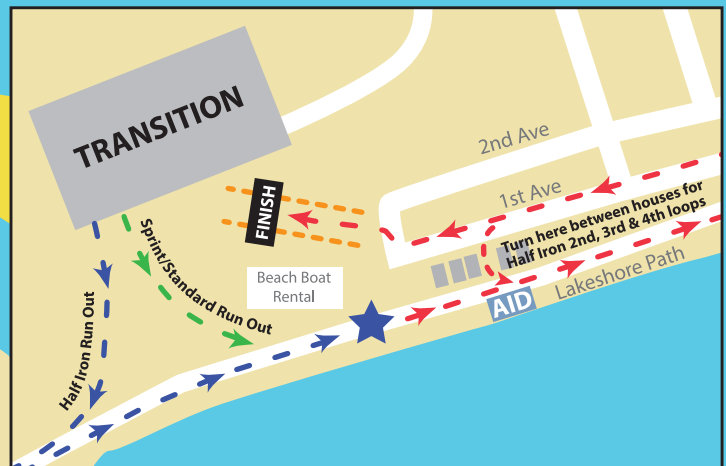 TRANSITION
2nd Ave
1st Ave
FINISH
Turn here between houses for
Half Iron 2nd, 3rd & 4th loops
Sprint/Standard Run Out
Beach Boat
Rental
Lakeshore Path
AID
Half Iron Run Out